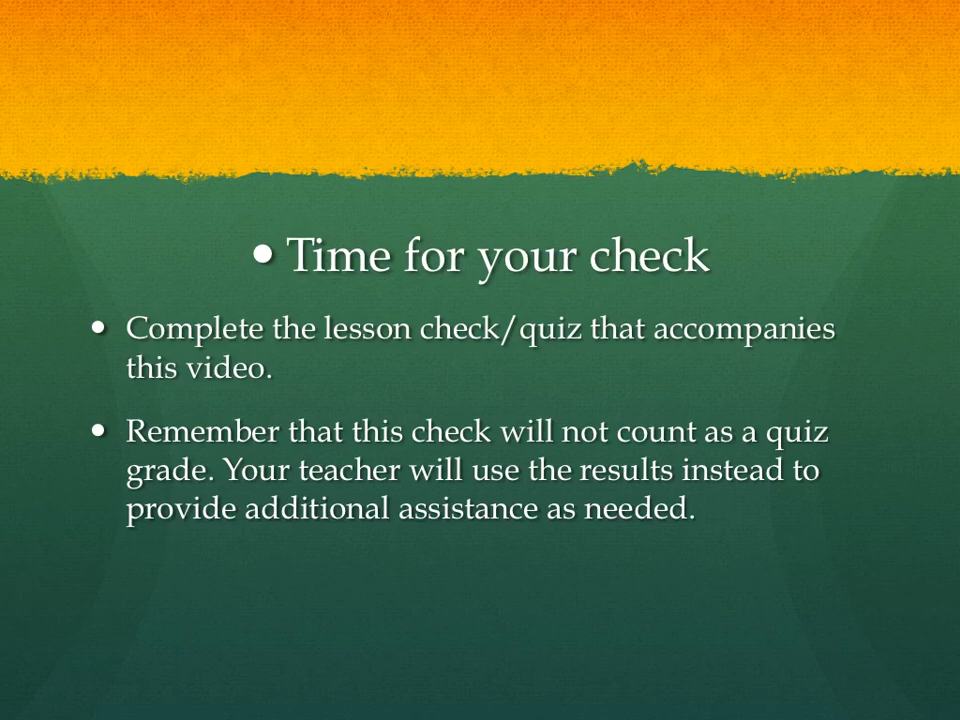 • Time for your check
• Complete the lesson check/quiz that accompanies
this video.
• Remember that this check will not count as a quiz
grade. Your teacher will use the results instead to
provide additional assistance as needed.